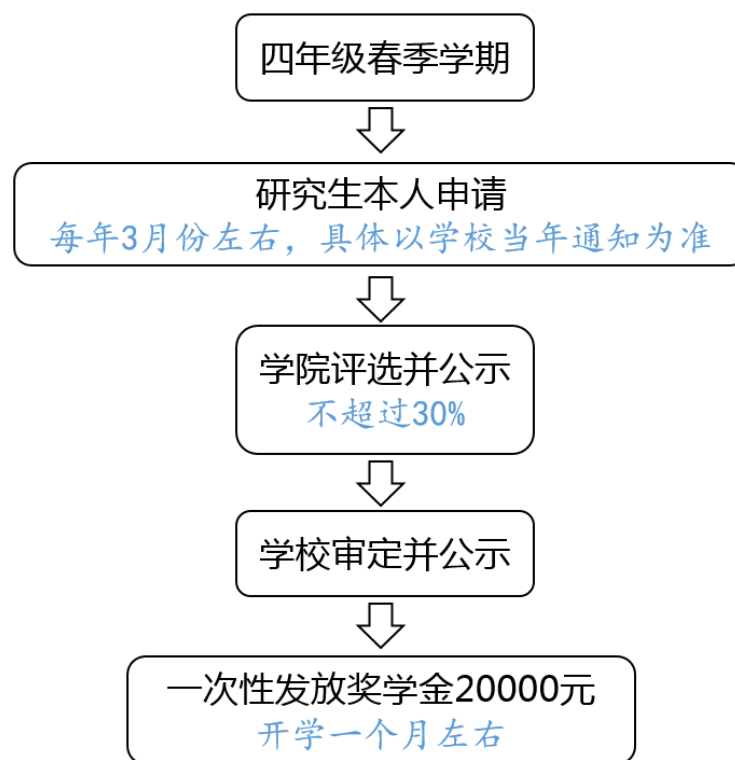 四年级春季学期
研究生本人申请
每年3月份左右，具体以学校当年通知为准
学院评选并公示
不超过30%
学校审定并公示
一次性发放奖学金20000元
开学一个月左右